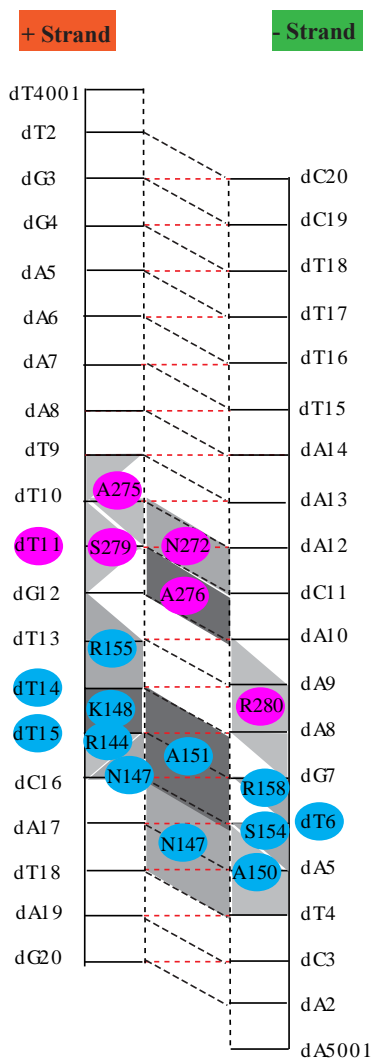 + Strand - Strand
dT4001
dT2
dG3 dC20
dG4 dC19
dA5 dT18
dA6 dT17
dA7 dT16
dA8 dT15
dT9 dA14
dT10 A275 dA13
dT11 S279 N272 dA12
dG12 A276 dC11
dT13 R155 dA10
dT14 K148 R280 dA9
dT15 R144 A151 dA8
dC16 N147 R158 dG7
dA17 N147 S154 dT6
dT18 A150 dA5
dA19 dT4
dG20 dC3
dA2
dA5001